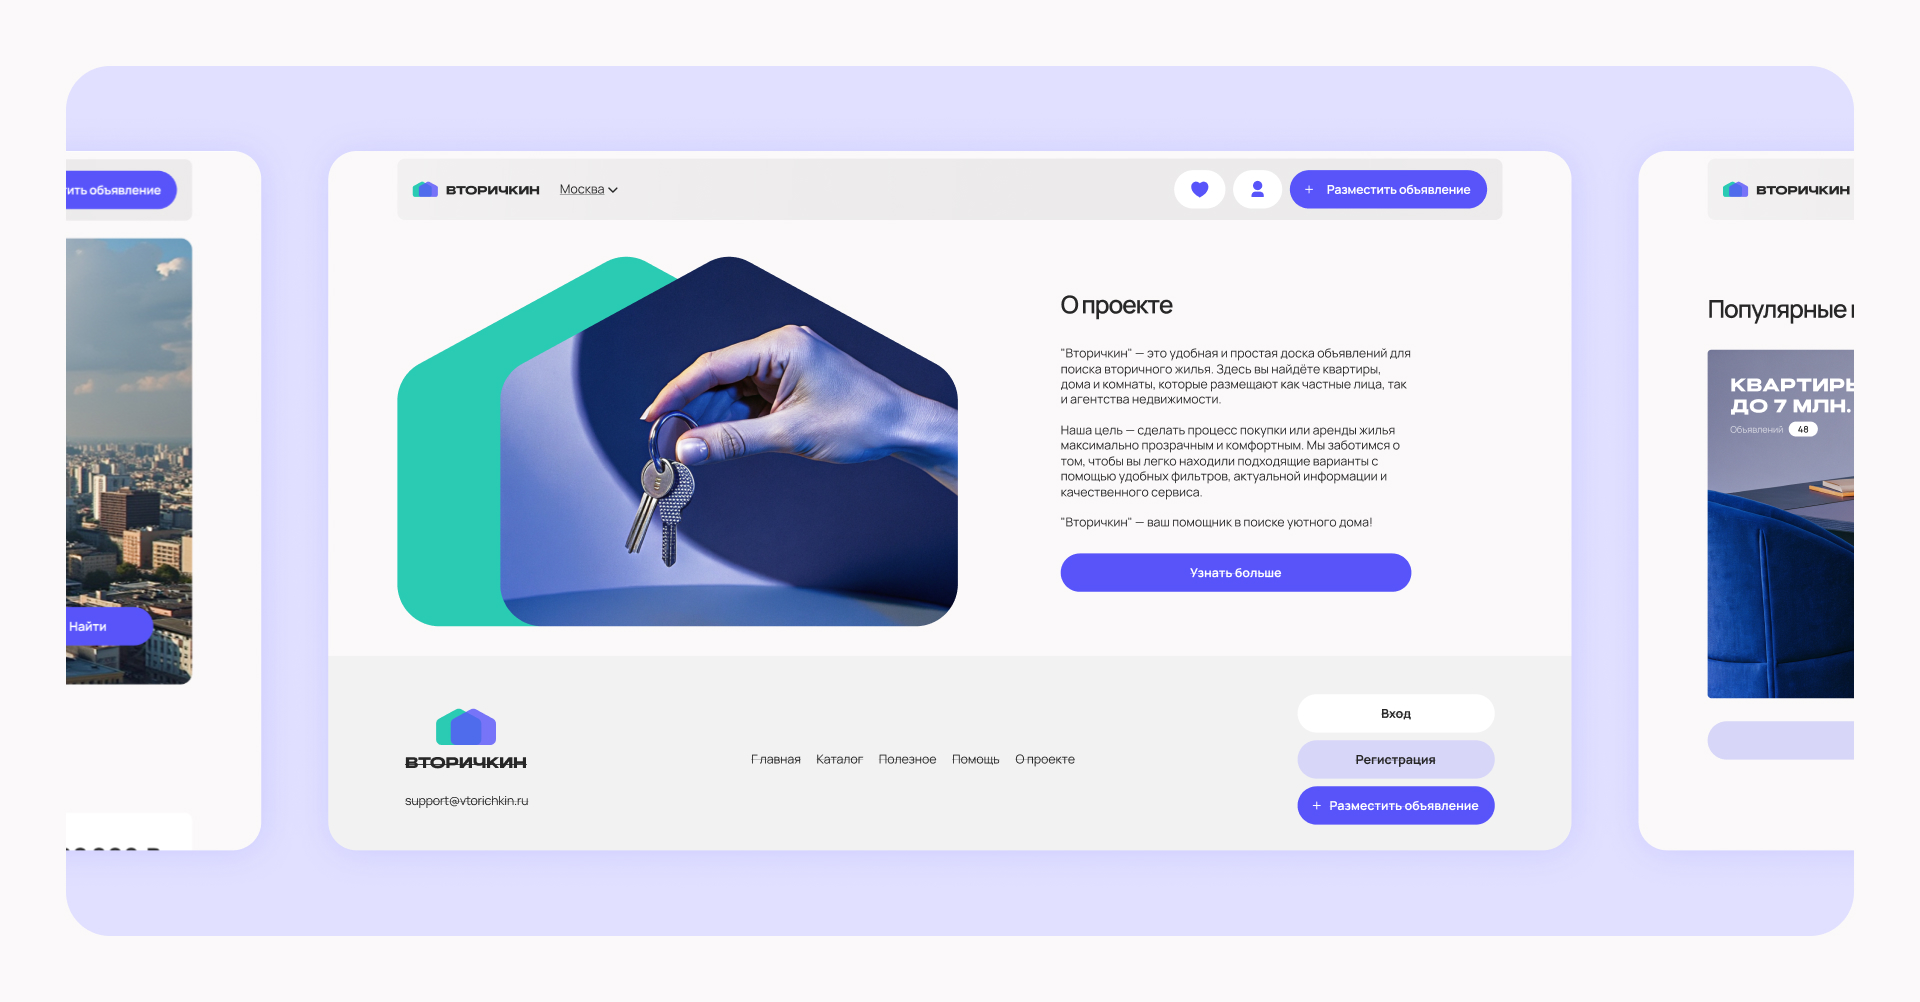 объявление
Найти
ВТОРИЧКИН
Москва
+ Разместить объявление
О проекте
"Вторичкин" — это удобная и простая доска объявлений для
поиска вторичного жилья. Здесь вы найдёте квартиры,
дома и комнаты, которые размещают как частные лица, так
и агентства недвижимости.
Наша цель — сделать процесс покупки или аренды жилья
максимально прозрачным и комфортным. Мы заботимся о
том, чтобы вы легко находили подходящие варианты с
помощью удобных фильтров, актуальной информации и
качественного сервиса.
"Вторичкин" — ваш помощник в поиске уютного дома!
Узнать больше
ВТОРИЧКИН
support@vtorichkin.ru
Главная Каталог Полезное Помощь О проекте
Вход
Регистрация
+ Разместить объявление
ВТОРИЧКИН
Популярные
КВАРТИРЫ
ДО 7 МЛН.
Объявлений 48